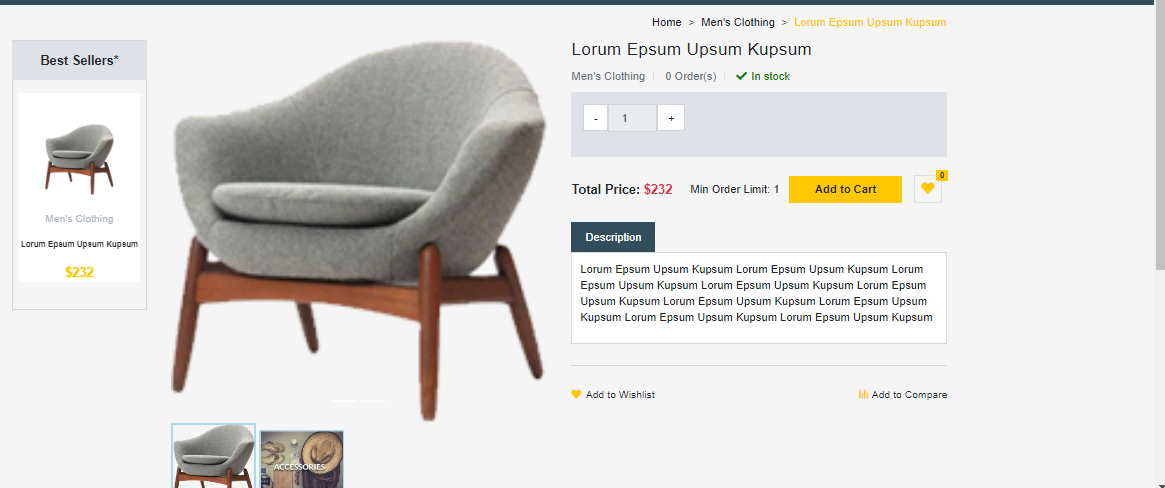 Home > Men's Clothing > Lorum Epsum Upsum Kupsum
Best Sellers*
Men's Clothing
Lorum Epsum Upsum Kupsum
$232
ACCESSORIES
Lorum Epsum Upsum Kupsum
Men's Clothing 0 Order(s) In stock
- 1 +
Total Price: $232 Min Order Limit: 1 Add to Cart 0
Description
Lorum Epsum Upsum Kupsum Lorum Epsum Upsum Kupsum Lorum
Epsum Upsum Kupsum Lorum Epsum Upsum Kupsum Lorum Epsum
Upsum Kupsum Lorum Epsum Upsum Kupsum Lorum Epsum Upsum
Kupsum Lorum Epsum Upsum Kupsum Lorum Epsum Upsum Kupsum
Add to Wishlist Add to Compare